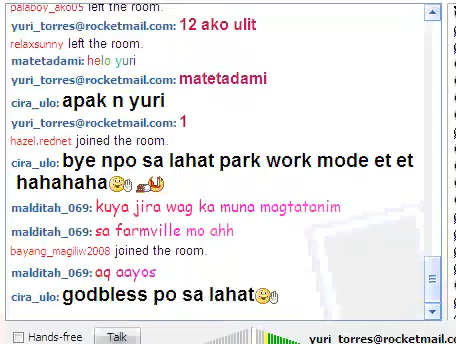 palaboy_ako05 left the room.
yuri_torres@rocketmail.com: 12 ako ulit
relaxsunny left the room.
matetadami: helo yuri
yuri_torres@rocketmail.com: matetadami
cira_ulo: apak n yuri
yuri_torres@rocketmail.com: 1
hazel.rednet joined the room.
cira_ulo: bye npo sa lahat park work mode et et
hahahaha
malditah_069: kuya jira wag ka muna magtatanim
malditah_069: sa farmville mo ahh
bayang_magiliw2008 joined the room.
malditah_069: aq aayos
cira_ulo: godbless po sa lahat
Hands-free Talk yuri_torres@rocketmail.co